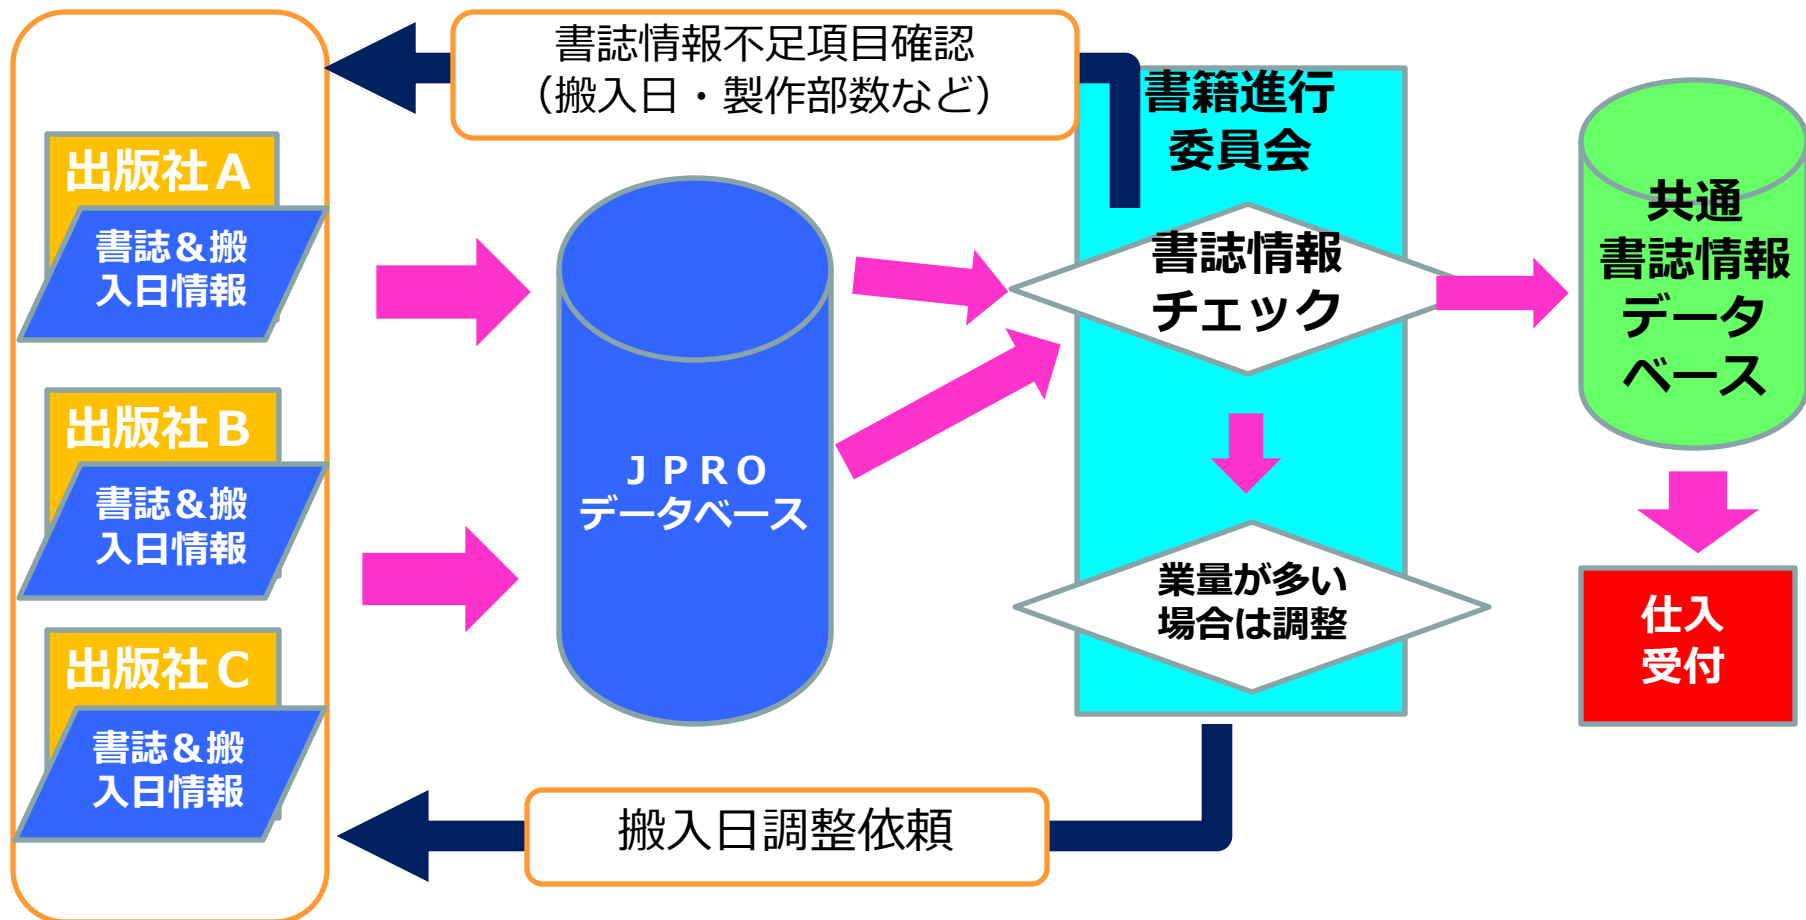 書誌情報不足項目確認
（搬入日・製作部数など）
出版社Ａ
書誌＆搬
入日情報
出版社Ｂ
書誌＆搬
入日情報
出版社Ｃ
書誌＆搬
入日情報
ＪＰＲＯ
データベース
書籍進行
委員会
書誌情報
チェック
業量が多い
場合は調整
共通
書誌情報
データ
ベース
仕入
受付
搬入日調整依頼